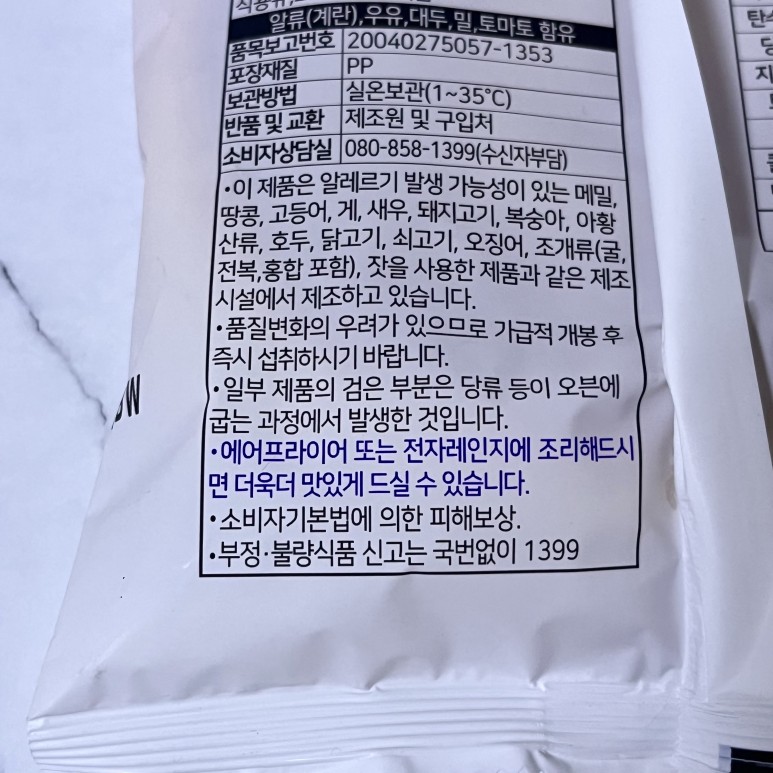 알류(계란),우유,대두,밀,토마토 함유
품목보고번호 20040275057-1353
포장재질 PP
보관방법 실온보관(1~35℃)
반품 및 교환 제조원 및 구입처
소비자상담실 080-858-1399(수신자부담)
•이 제품은 알레르기 발생 가능성이 있는 메밀,
땅콩, 고등어, 게, 새우, 돼지고기, 복숭아, 아황
산류, 호두, 닭고기, 쇠고기, 오징어, 조개류(굴,
전복,홍합 포함), 잣을 사용한 제품과 같은 제조
시설에서 제조하고 있습니다.
•품질변화의 우려가 있으므로 가급적 개봉 후
즉시 섭취하시기 바랍니다.
•일부 제품의 검은 부분은 당류 등이 오븐에
굽는 과정에서 발생한 것입니다.
•에어프라이어 또는 전자레인지에 조리해드시
면 더욱더 맛있게 드실 수 있습니다.
•소비자기본법에 의한 피해보상.
•부정·불량식품 신고는 국번없이 1399